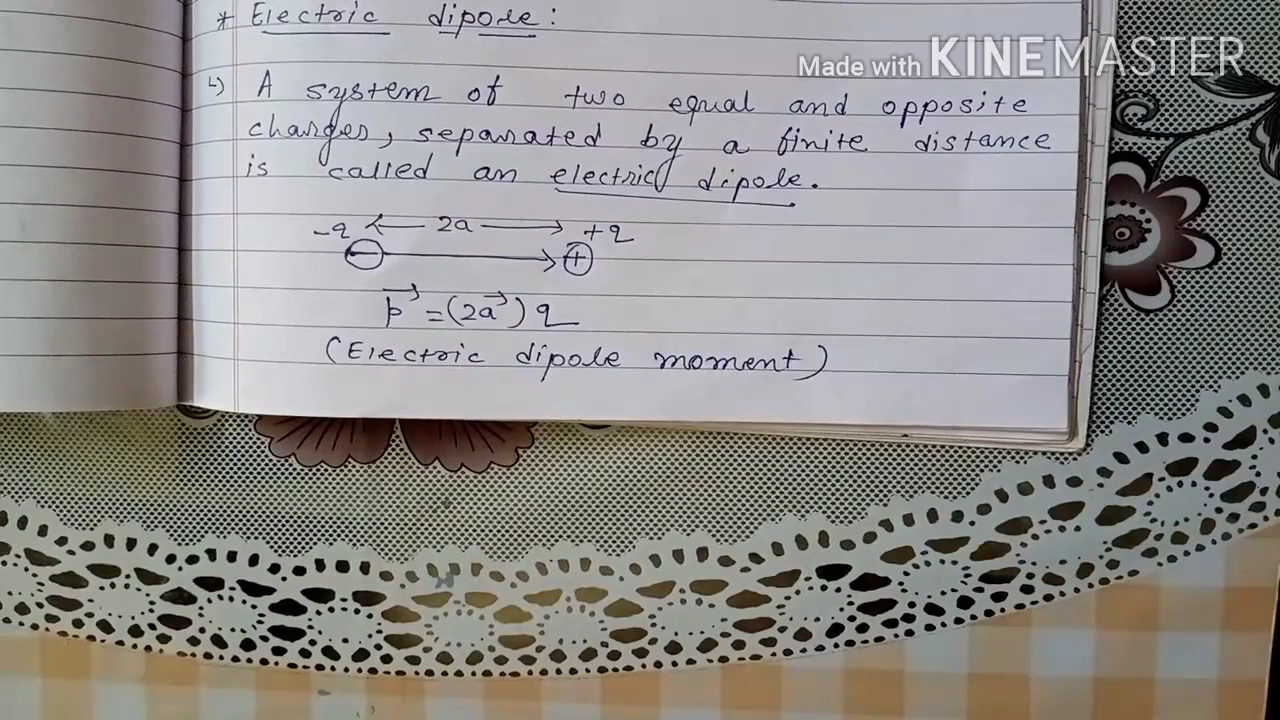 * Electric dipole:
Made with KINEMASTER
↳) A system of two equal and opposite
charges, separated by a finite distance
is called an electric dipole.
-q ← 2a → +q
− → +
p⃗ = (2a⃗) q
(Electric dipole moment)